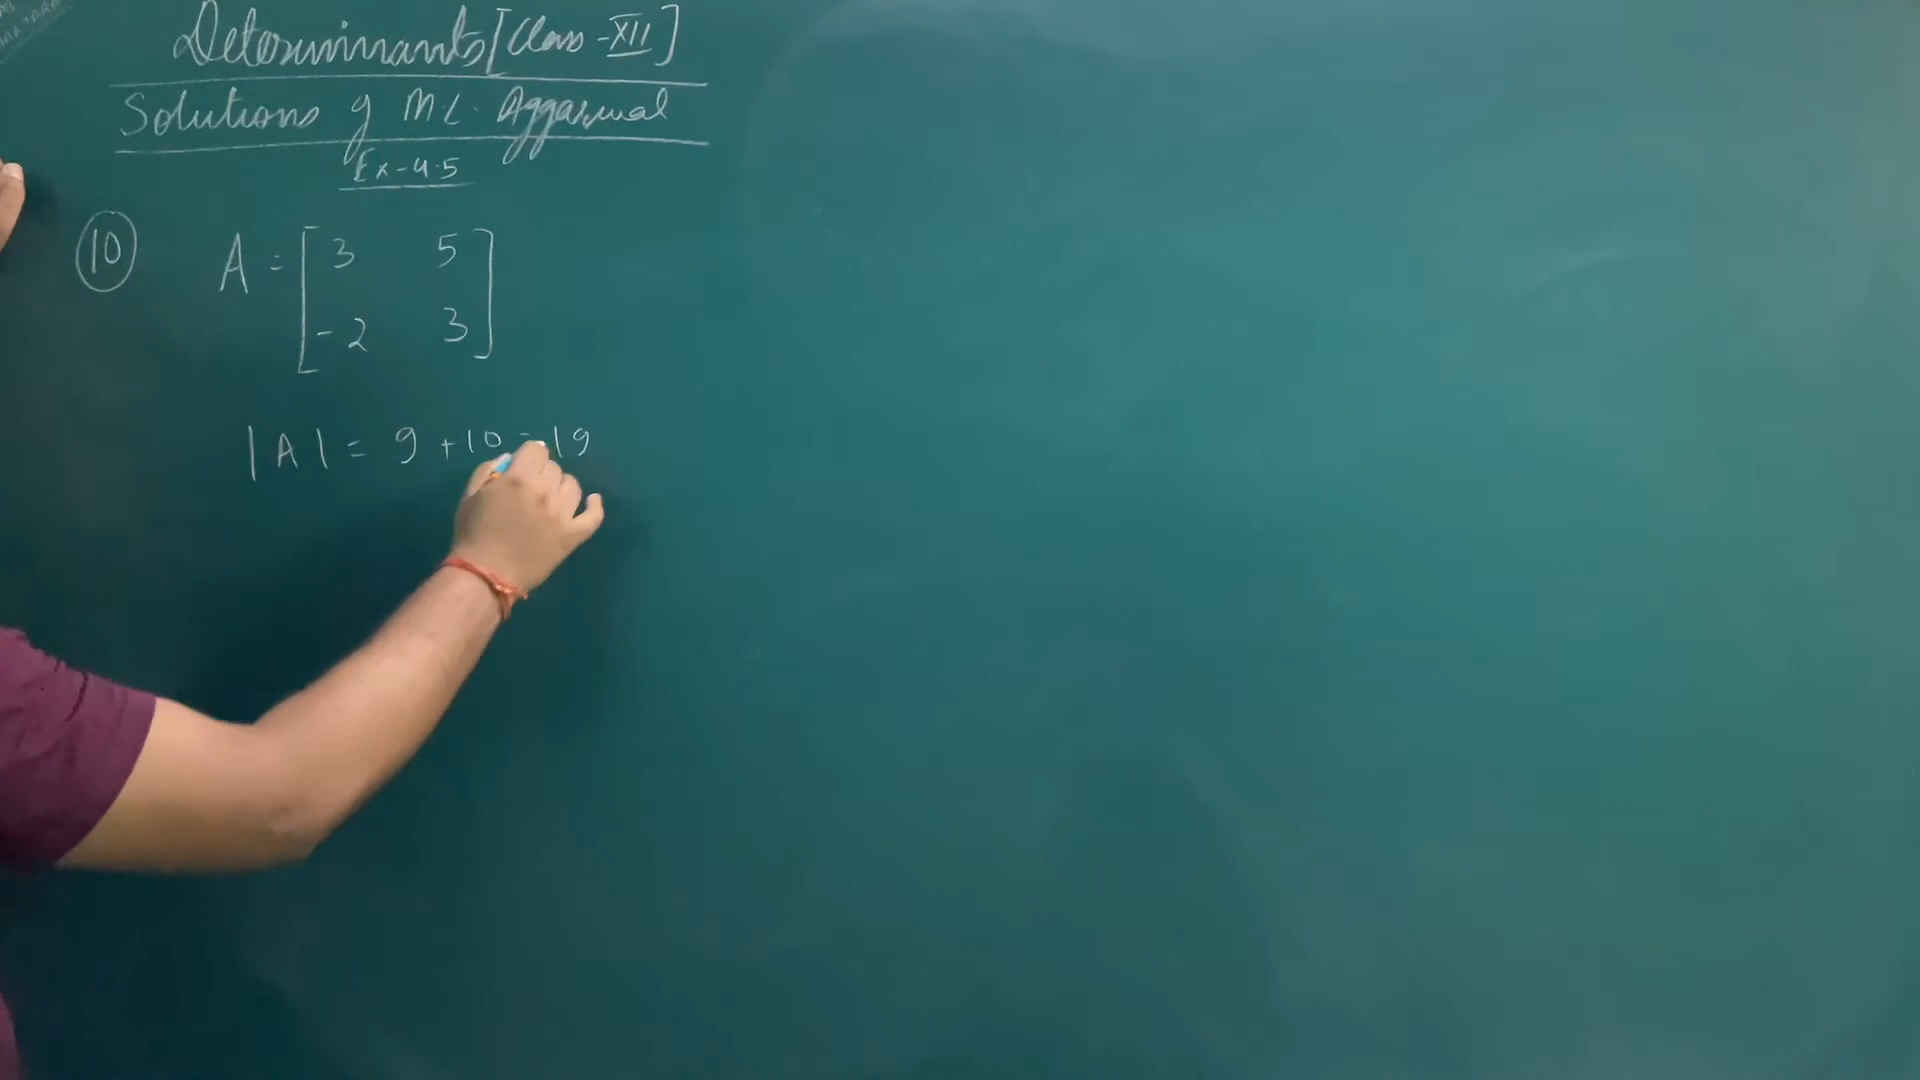 Determinants [Class-XII]
Solutions of M.L. Aggarwal
Ex-4.5
10 A = [ 3 5
-2 3 ]
|A| = 9 + 10 = 19